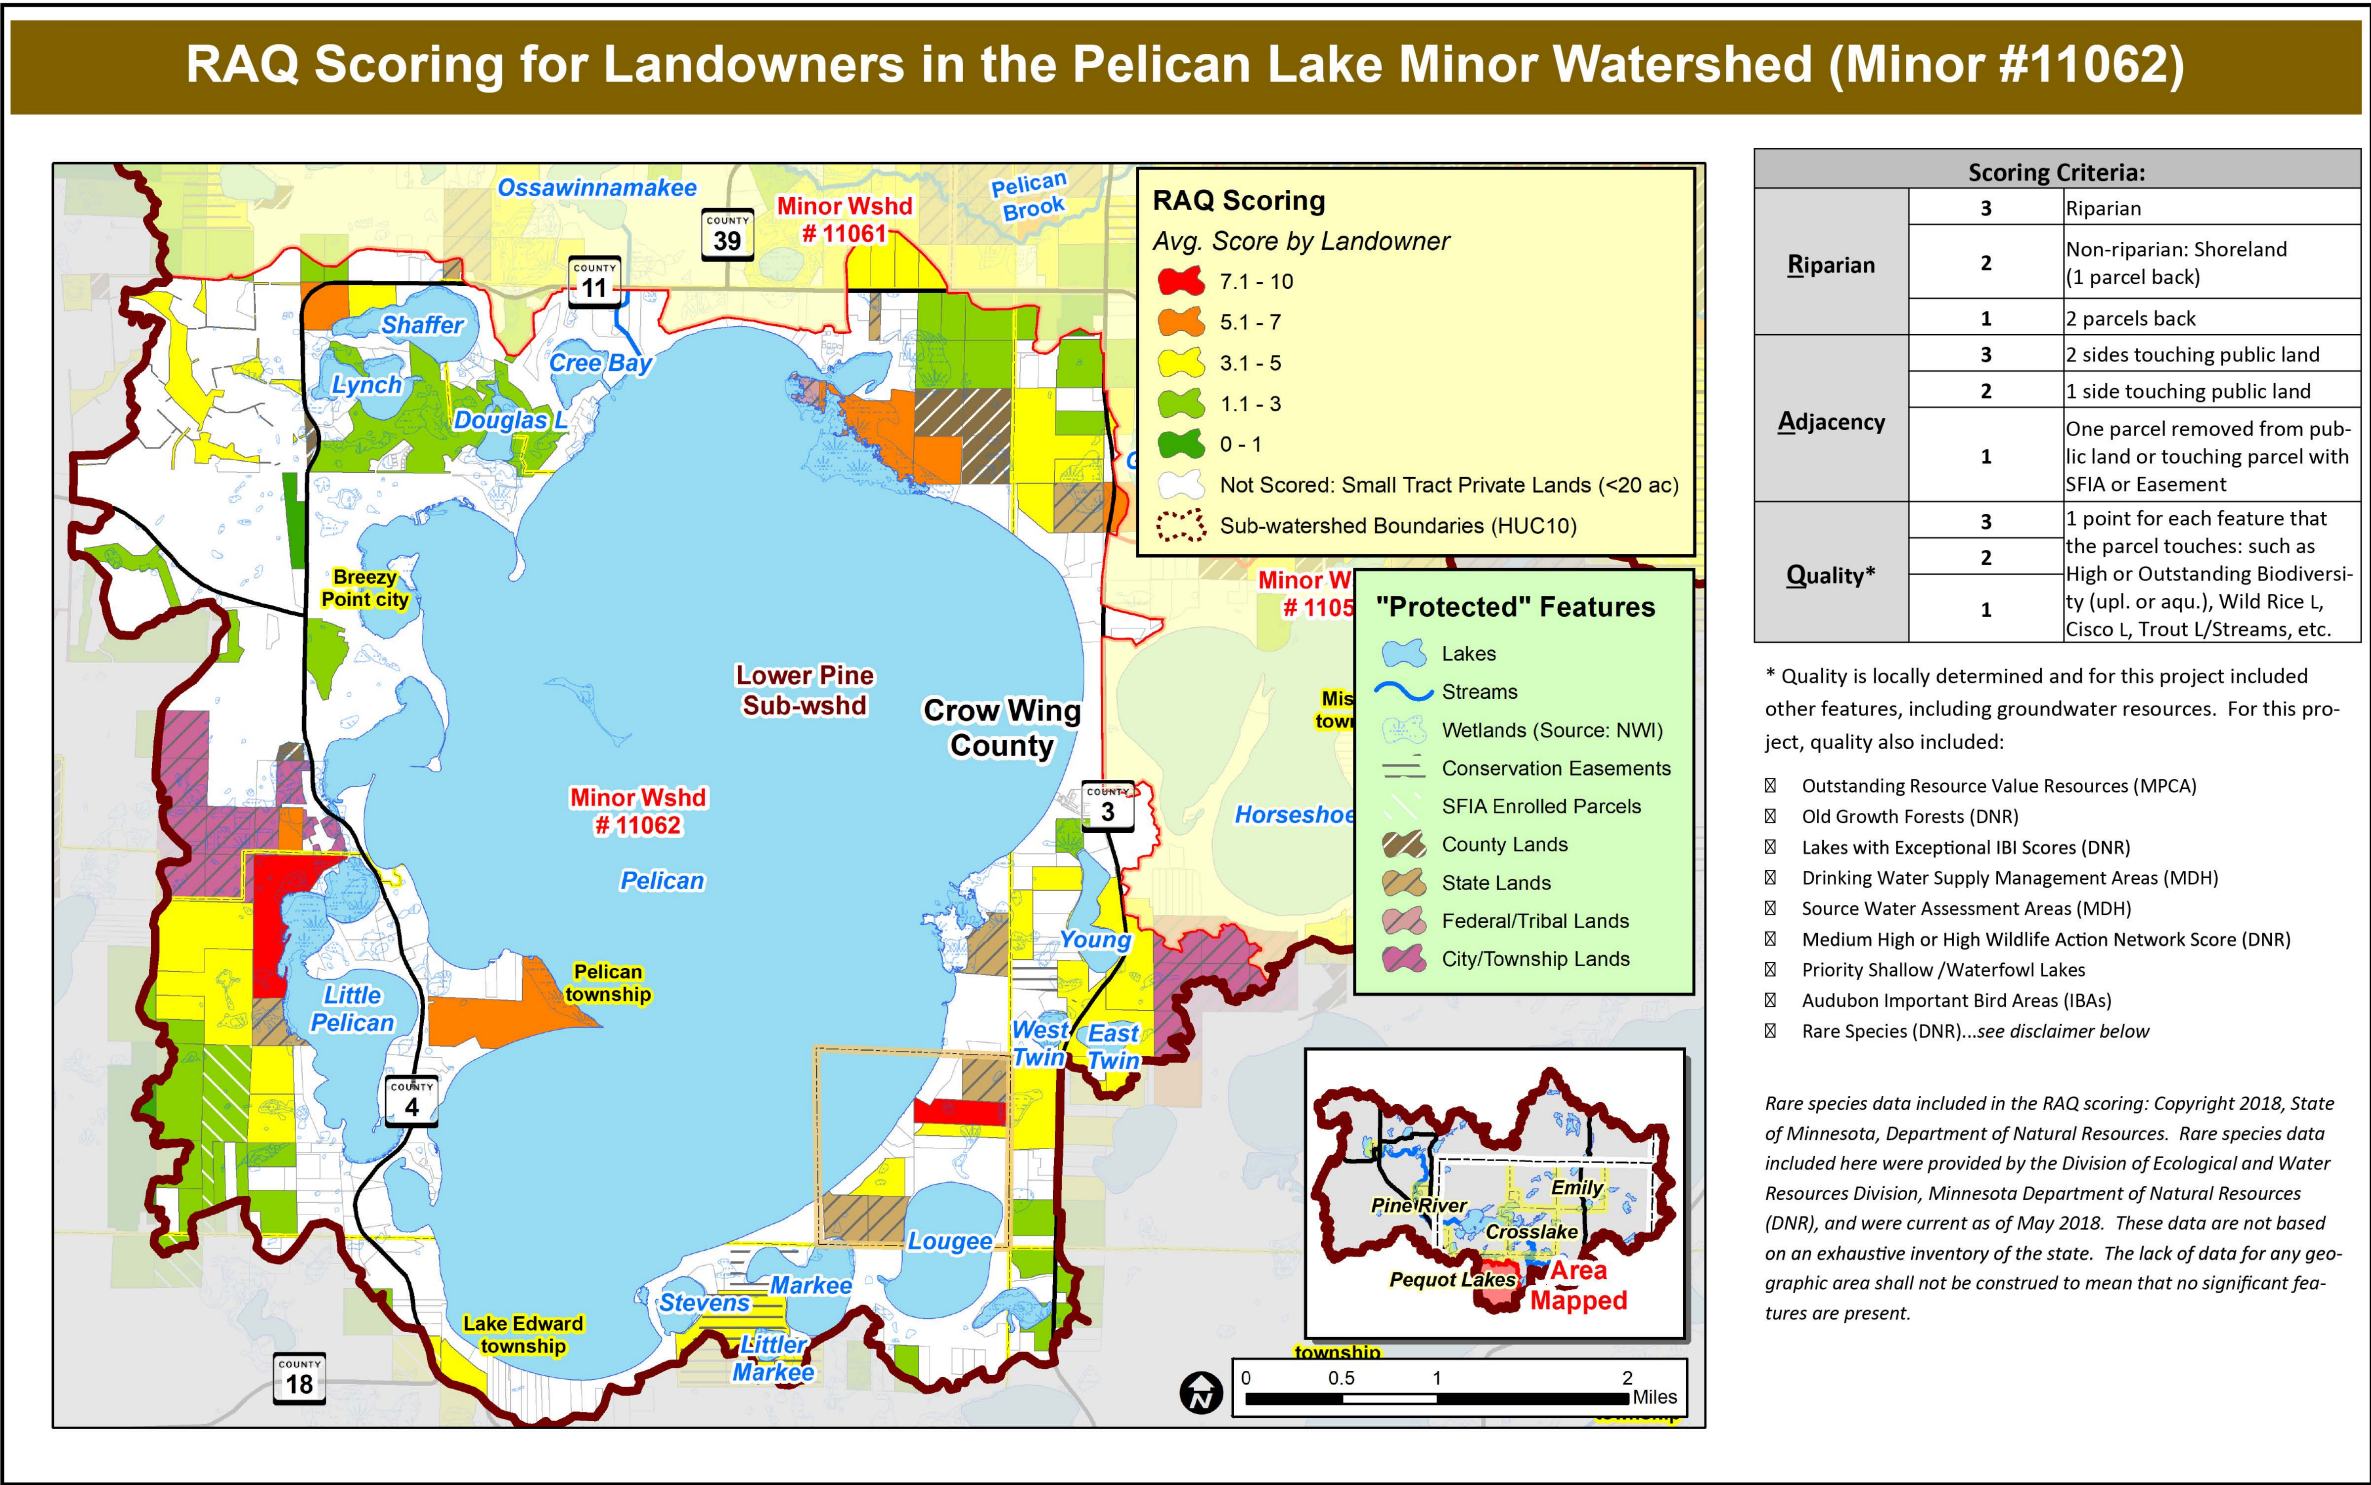 RAQ Scoring for Landowners in the Pelican Lake Minor Watershed (Minor #11062)
Ossawinnamakee
COUNTY
39
Minor Wshd
# 11061
Pelican
Brook
COUNTY
11
Shaffer
Cree Bay
Lynch
Douglas L
Breezy
Point city
Lower Pine
Sub-wshd
Crow Wing
County
Minor Wshd
# 11062
Pelican
COUNTY
3
Horseshoe
Minor W
# 1105
Mis
town
Young
Pelican
township
Little
Pelican
West
Twin
East
Twin
COUNTY
4
Lougee
Markee
Stevens
Littler
Markee
Lake Edward
township
COUNTY
18
township
RAQ Scoring
Avg. Score by Landowner
7.1 - 10
5.1 - 7
3.1 - 5
1.1 - 3
0 - 1
Not Scored: Small Tract Private Lands (<20 ac)
Sub-watershed Boundaries (HUC10)
"Protected" Features
Lakes
Streams
Wetlands (Source: NWI)
Conservation Easements
SFIA Enrolled Parcels
County Lands
State Lands
Federal/Tribal Lands
City/Township Lands
Pine River
Emily
Crosslake
Pequot Lakes
Area
Mapped
N
0 0.5 1 2
Miles
Scoring Criteria:
Riparian
3 Riparian
2 Non-riparian: Shoreland
(1 parcel back)
1 2 parcels back
Adjacency
3 2 sides touching public land
2 1 side touching public land
1 One parcel removed from pub-
lic land or touching parcel with
SFIA or Easement
Quality*
3
2
1
1 point for each feature that
the parcel touches: such as
High or Outstanding Biodiversi-
ty (upl. or aqu.), Wild Rice L,
Cisco L, Trout L/Streams, etc.
* Quality is locally determined and for this project included
other features, including groundwater resources. For this pro-
ject, quality also included:
Outstanding Resource Value Resources (MPCA)
Old Growth Forests (DNR)
Lakes with Exceptional IBI Scores (DNR)
Drinking Water Supply Management Areas (MDH)
Source Water Assessment Areas (MDH)
Medium High or High Wildlife Action Network Score (DNR)
Priority Shallow /Waterfowl Lakes
Audubon Important Bird Areas (IBAs)
Rare Species (DNR)...see disclaimer below
Rare species data included in the RAQ scoring: Copyright 2018, State
of Minnesota, Department of Natural Resources. Rare species data
included here were provided by the Division of Ecological and Water
Resources Division, Minnesota Department of Natural Resources
(DNR), and were current as of May 2018. These data are not based
on an exhaustive inventory of the state. The lack of data for any geo-
graphic area shall not be construed to mean that no significant fea-
tures are present.